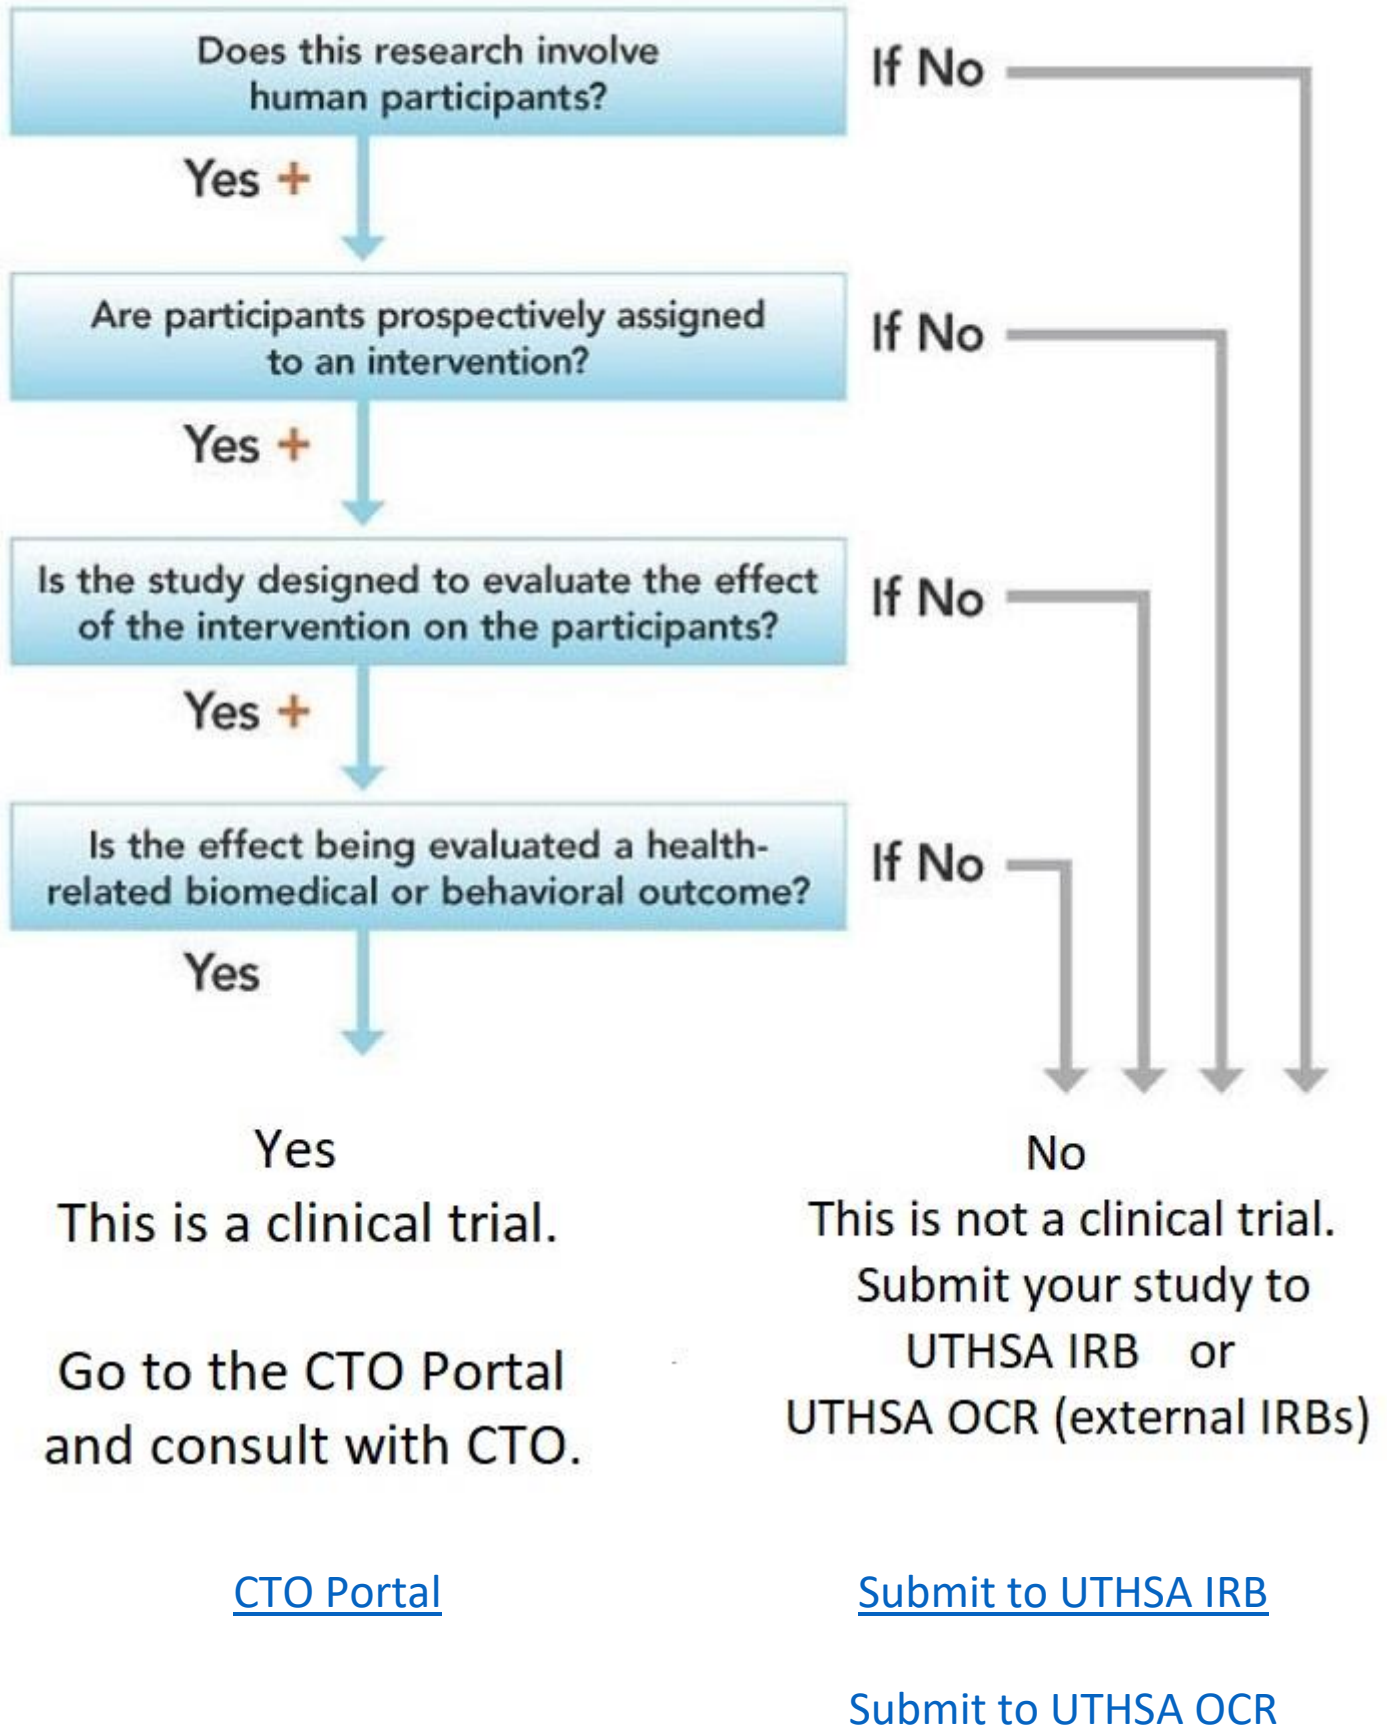 Does this research involve
human participants?
If No
Yes +
Are participants prospectively assigned
to an intervention?
If No
Yes +
Is the study designed to evaluate the effect
of the intervention on the participants?
If No
Yes +
Is the effect being evaluated a health-
related biomedical or behavioral outcome?
If No
Yes
Yes
This is a clinical trial.
Go to the CTO Portal
and consult with CTO.
CTO Portal
No
This is not a clinical trial.
Submit your study to
UTHSA IRB or
UTHSA OCR (external IRBs)
Submit to UTHSA IRB
Submit to UTHSA OCR